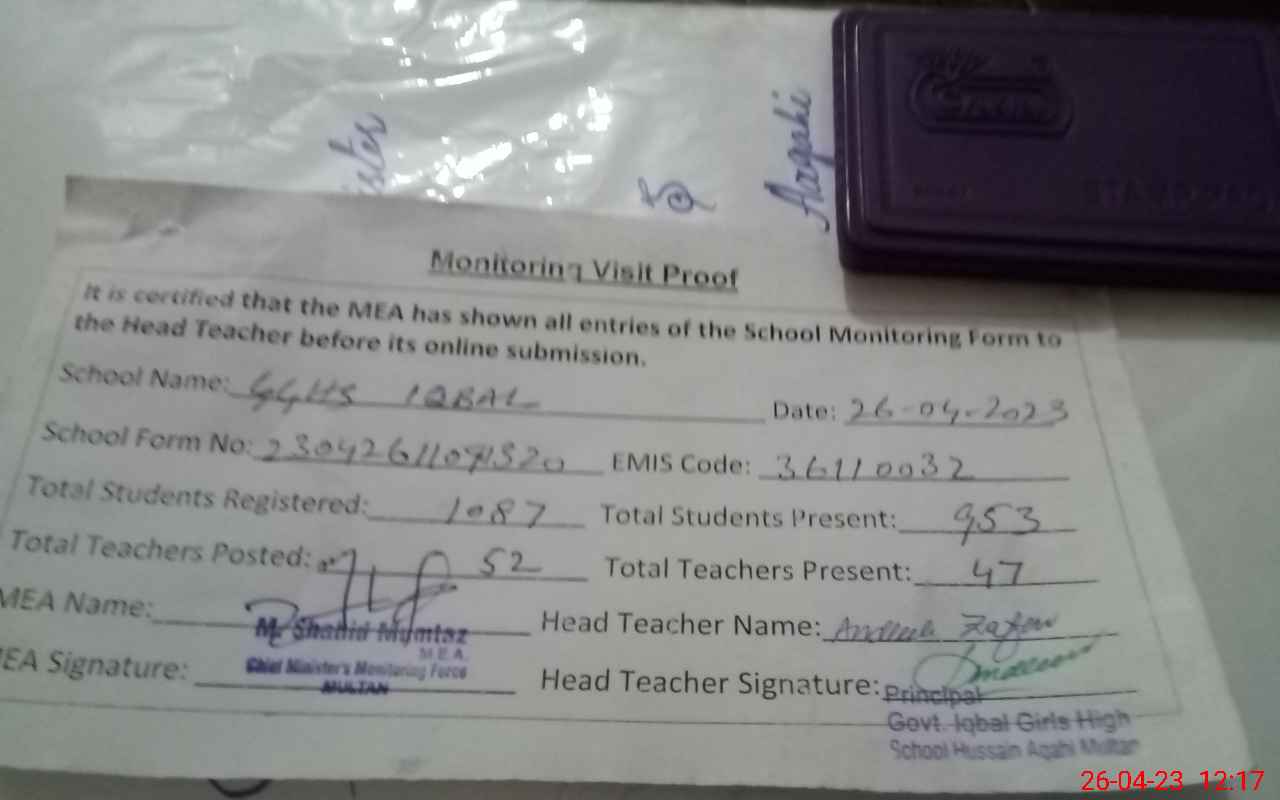 Aagahi
Monitoring Visit Proof
It is certified that the MEA has shown all entries of the School Monitoring Form to
the Head Teacher before its online submission.
School Name: GGHS IQBAL Date: 26-04-2023
School Form No: EMIS Code: 36110032
Total Students Registered: 1087 Total Students Present: 953
Total Teachers Posted: 52 Total Teachers Present: 47
MEA Name: Head Teacher Name: Zafar
M. Shahid Mumtaz
M.E.A.
Chief Minister's Monitoring Force
MULTAN
MEA Signature: Head Teacher Signature:
Principal
Govt. Iqbal Girls High
School Hussain Agahi Multan
26-04-23 12:17